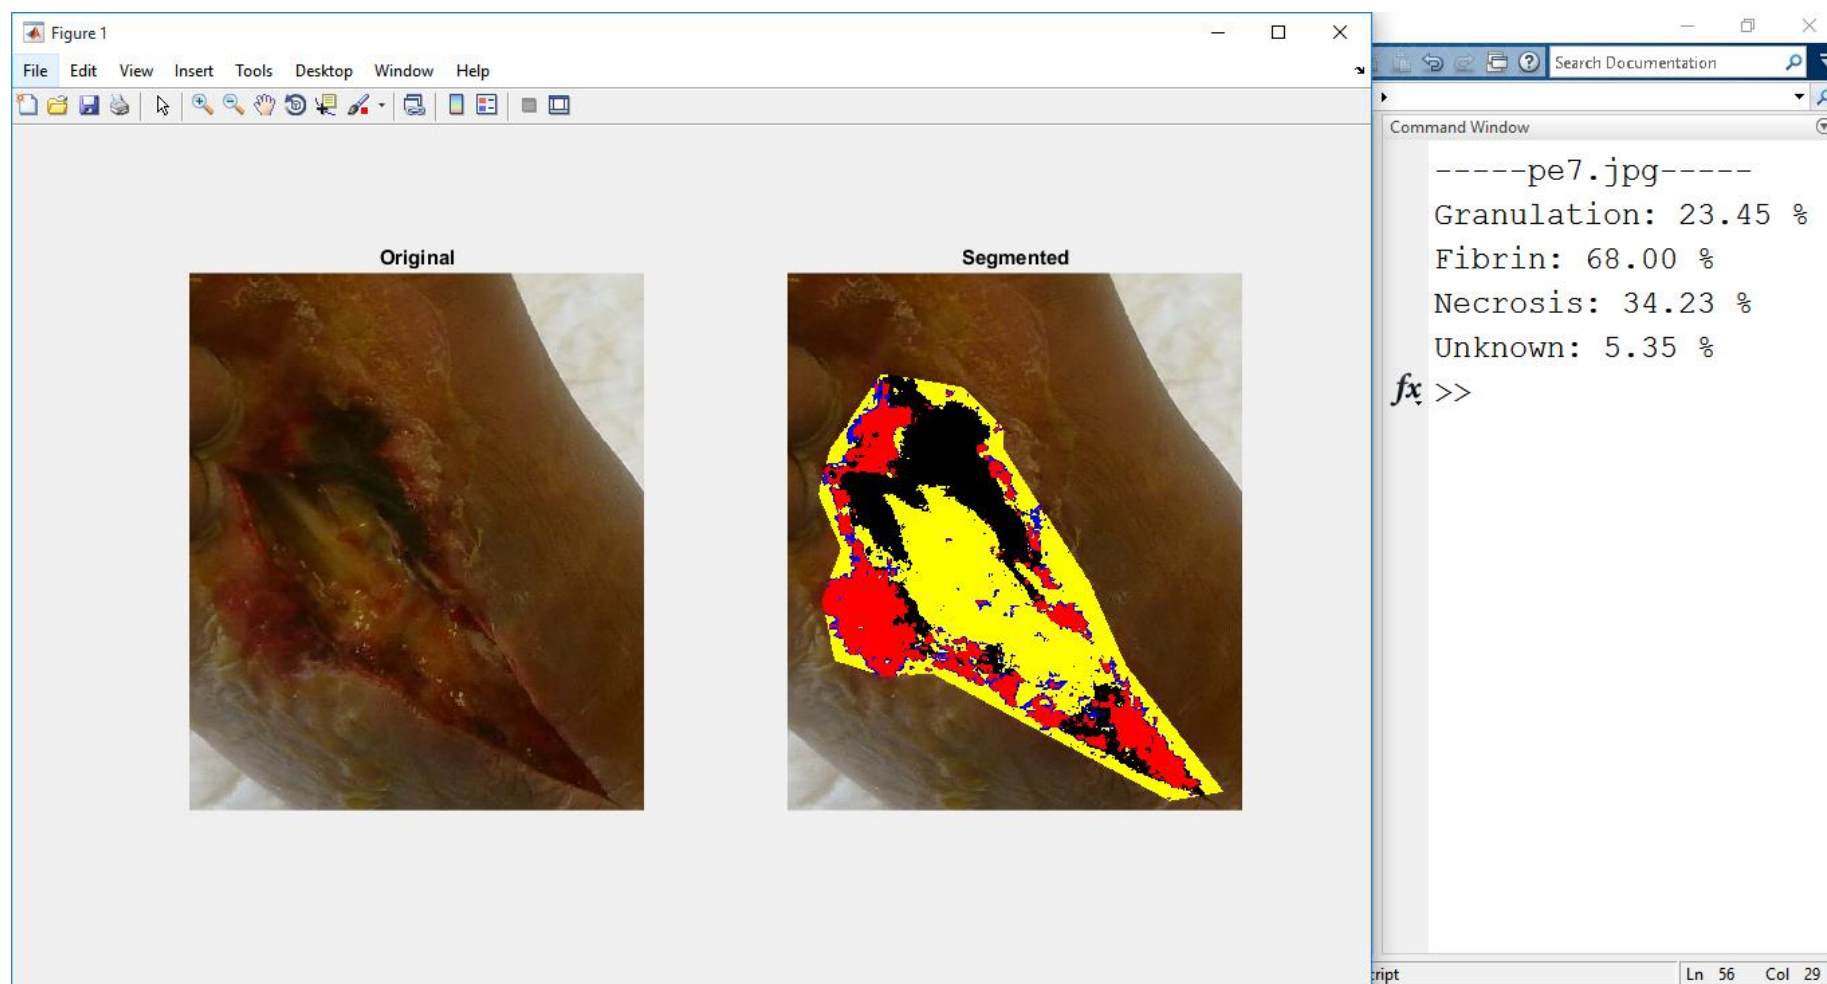 Figure 1
File Edit View Insert Tools Desktop Window Help
Original
Segmented
Search Documentation
Command Window
-----pe7.jpg-----
Granulation: 23.45 %
Fibrin: 68.00 %
Necrosis: 34.23 %
Unknown: 5.35 %
fx >>
cript
Ln 56 Col 29